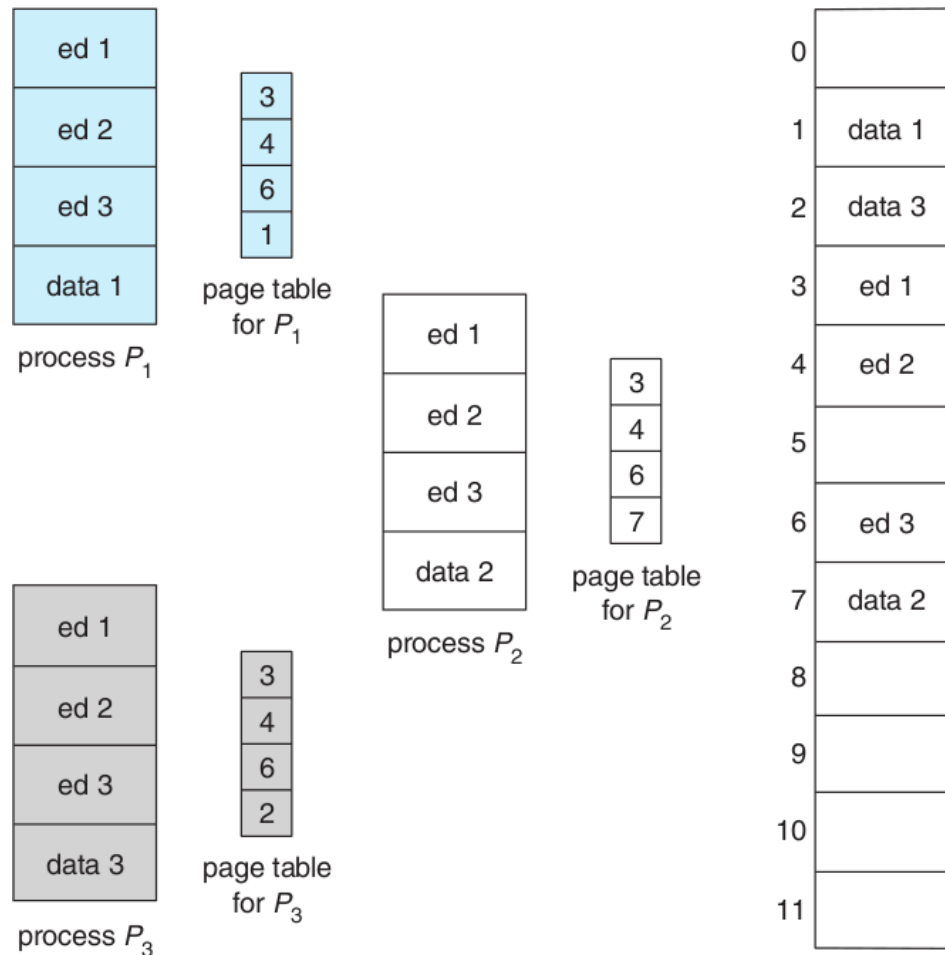 ed 1
ed 2
ed 3
data 1
process P1
3
4
6
1
page table
for P1
ed 1
ed 2
ed 3
data 2
process P2
3
4
6
7
page table
for P2
ed 1
ed 2
ed 3
data 3
process P3
3
4
6
2
page table
for P3
0
1 data 1
2 data 3
3 ed 1
4 ed 2
5
6 ed 3
7 data 2
8
9
10
11